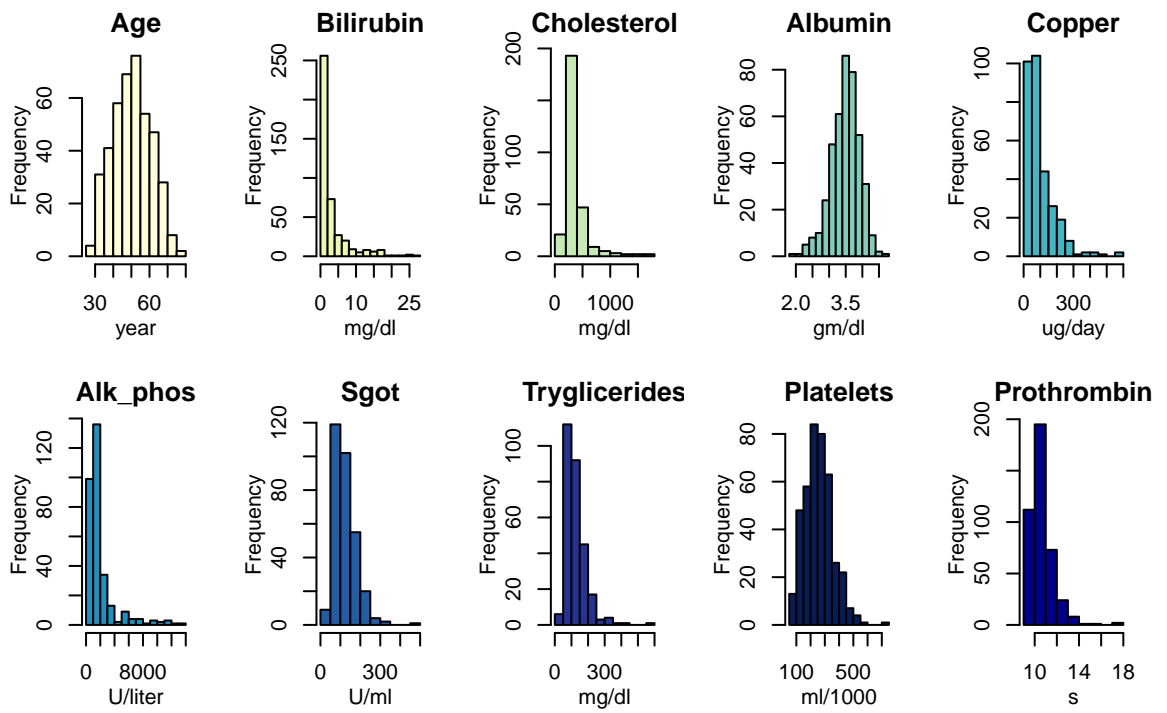 Age
Frequency
0 20 40 60
30 60
year
Bilirubin
Frequency
0 50 150 250
0 10 25
mg/dl
Cholesterol
Frequency
0 50 100 200
0 1000
mg/dl
Albumin
Frequency
0 20 40 60 80
2.0 3.5
gm/dl
Copper
Frequency
0 20 40 60 100
0 300
ug/day
Alk_phos
Frequency
0 40 80 120
0 8000
U/liter
Sgot
Frequency
0 40 80 120
0 300
U/ml
Tryglicerides
Frequency
0 20 60 100
0 300
mg/dl
Platelets
Frequency
0 20 40 60 80
100 500
ml/1000
Prothrombin
Frequency
0 50 100 200
10 14 18
s